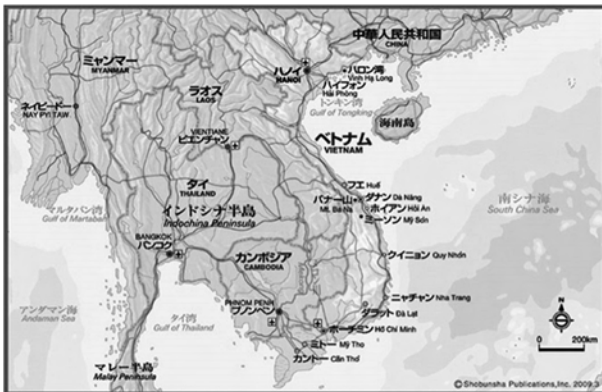 中華人民共和国
CHINA
ミャンマー
MYANMAR
ハノイ
HANOI
ハロン湾
Vinh Ha Long
ハイフォン
Hai Phòng
ラオス
LAOS
トンキン湾
Gulf of Tongking
ネイピードー
NAY PYI TAW
海南島
VIENTIANE
ビエンチャン
ベトナム
VIETNAM
タイ
THAILAND
フエ Huế
バナー山
Mt. Bà Nà
ダナン Đà Nẵng
ホイアン Hội An
ミーソン Mỹ Sơn
マルタバン湾
Gulf of Martaban
インドシナ半島
Indochina Peninsula
南シナ海
South China Sea
BANGKOK
バンコク
カンボジア
CAMBODIA
クイニョン Quy Nhơn
PHNOM PENH
プノンペン
ニャチャン Nha Trang
ダラット Đà Lạt
アンダマン海
Andaman Sea
タイ湾
Gulf of Thailand
ホーチミン Hồ Chí Minh
ミトー Mỹ Tho
カントー Cần Thơ
マレー半島
Malay Peninsula
N
0 200km
© Shobunsha Publications,Inc. 2009.3